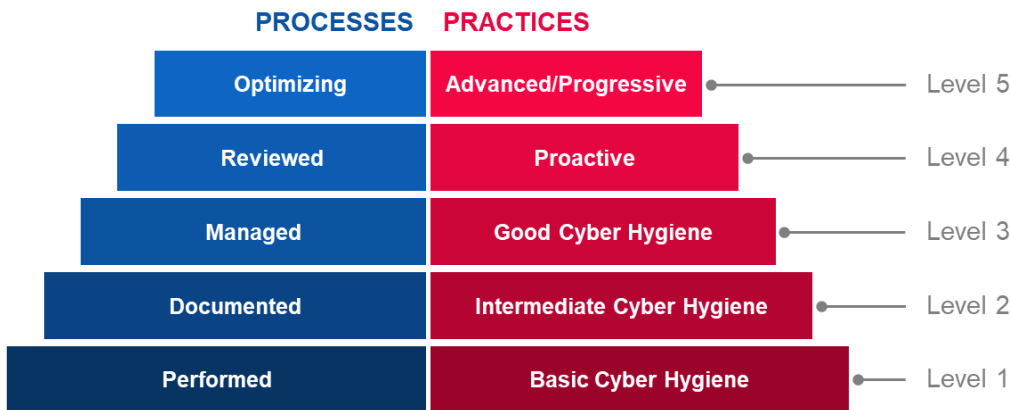 PROCESSES PRACTICES
Optimizing Advanced/Progressive Level 5
Reviewed Proactive Level 4
Managed Good Cyber Hygiene Level 3
Documented Intermediate Cyber Hygiene Level 2
Performed Basic Cyber Hygiene Level 1